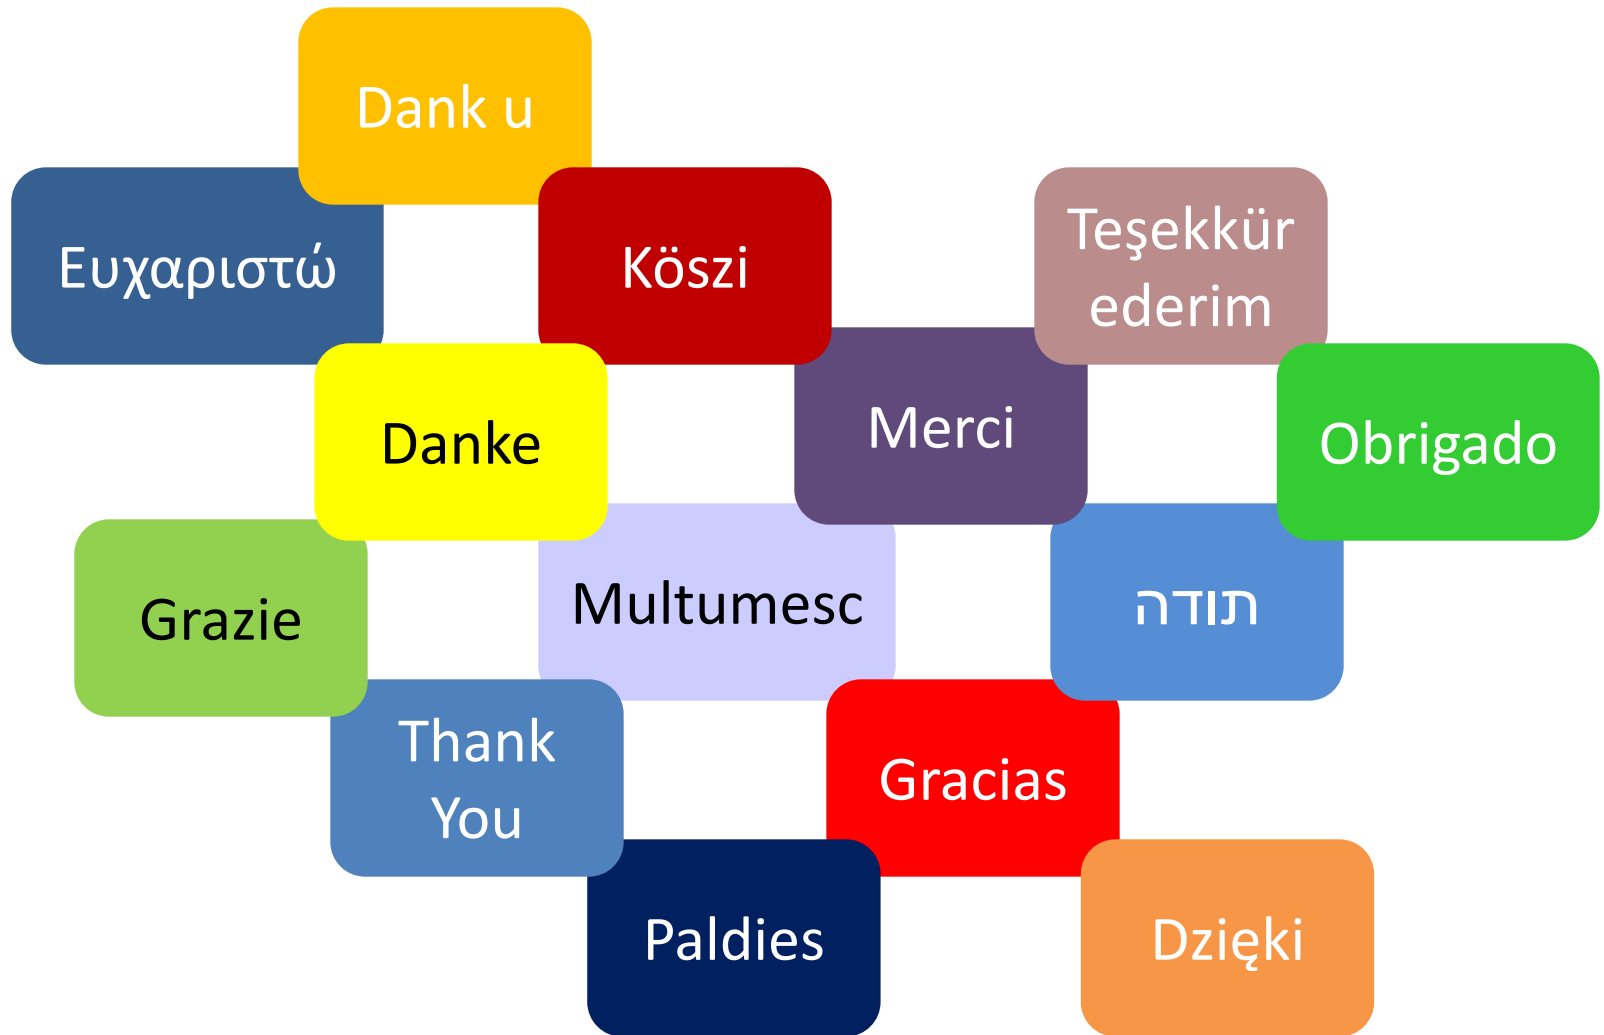 Dank u
Ευχαριστώ
Köszi
Teşekkür
ederim
Danke
Merci
Obrigado
Grazie
Multumesc
תודה
Thank
You
Gracias
Paldies
Dzięki